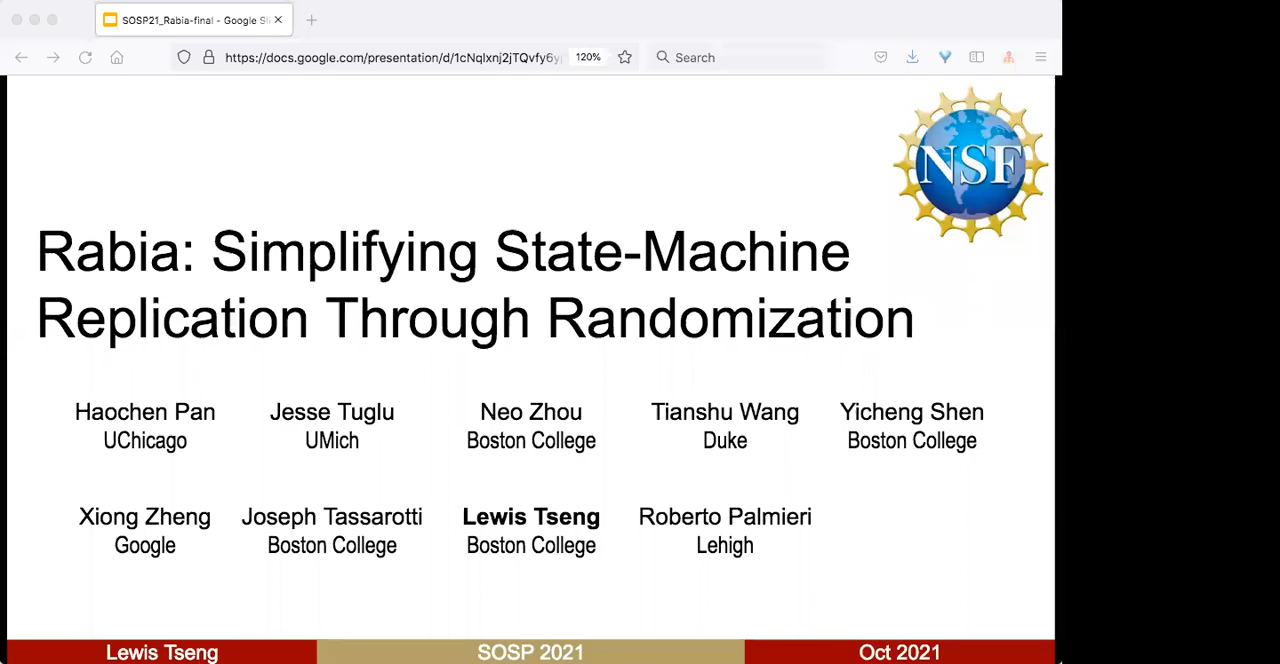 SOSP21_Rabia-final - Google Sli
https://docs.google.com/presentation/d/1cNqlxnj2jTQvfy6y
120%
Search
NSF
Rabia: Simplifying State-Machine
Replication Through Randomization
Haochen Pan Jesse Tuglu Neo Zhou Tianshu Wang Yicheng Shen
UChicago UMich Boston College Duke Boston College
Xiong Zheng Joseph Tassarotti Lewis Tseng Roberto Palmieri
Google Boston College Boston College Lehigh
Lewis Tseng SOSP 2021 Oct 2021